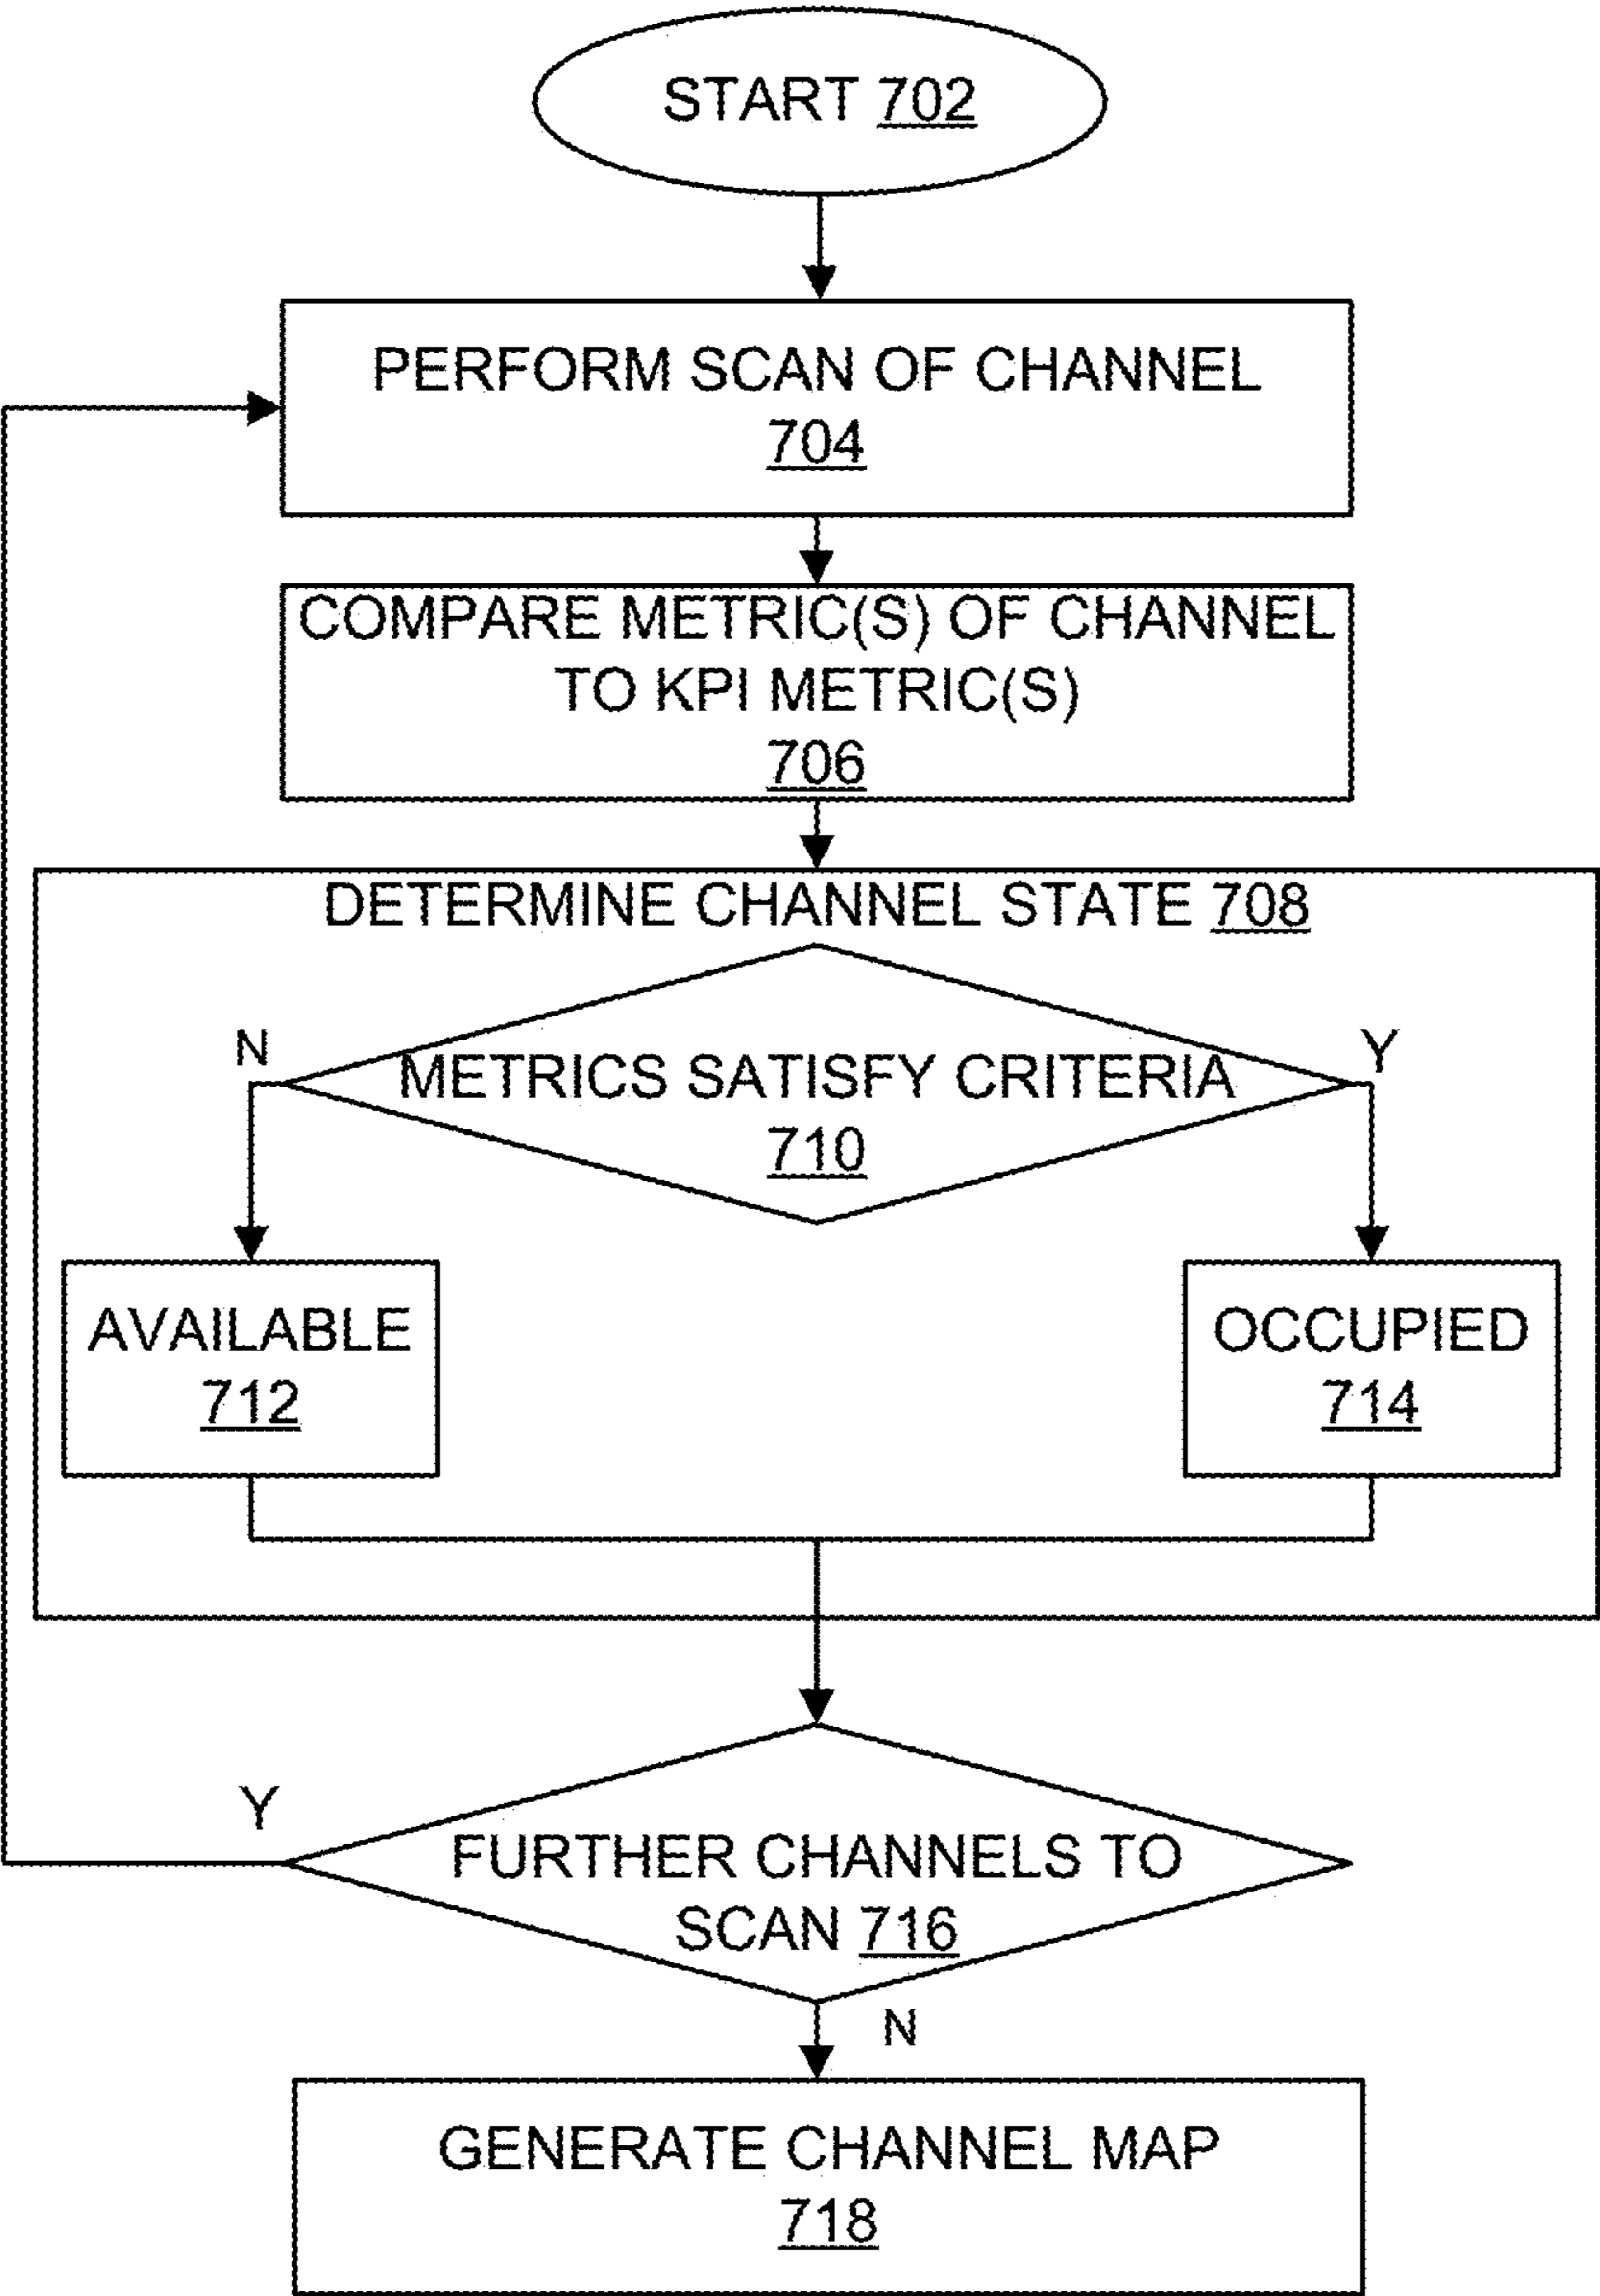 START 702
PERFORM SCAN OF CHANNEL
704
COMPARE METRIC(S) OF CHANNEL
TO KPI METRIC(S)
706
DETERMINE CHANNEL STATE 708
N
Y
METRICS SATISFY CRITERIA
710
AVAILABLE
712
OCCUPIED
714
Y
FURTHER CHANNELS TO
SCAN 716
N
GENERATE CHANNEL MAP
718